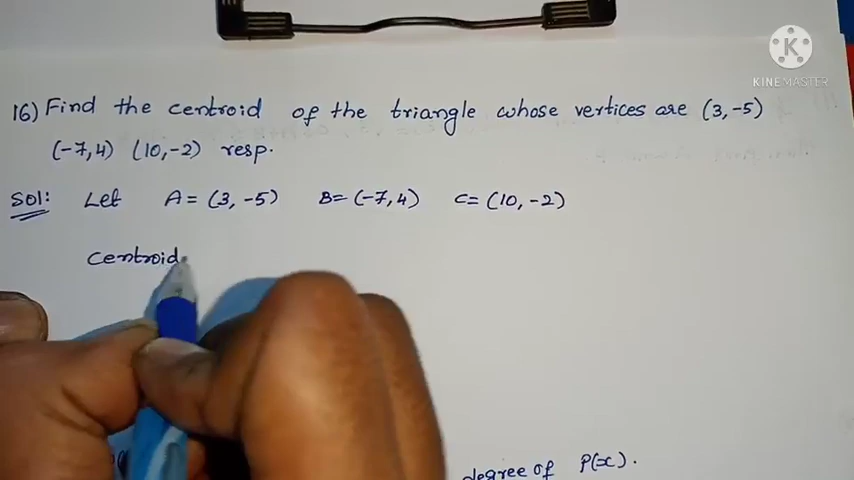 KINEMASTER
16) Find the centroid of the triangle whose vertices are (3,-5)
(-7,4) (10,-2) resp.
Sol: Let A = (3, -5) B= (-7,4) C= (10, -2)
centroid
degree of P(x).